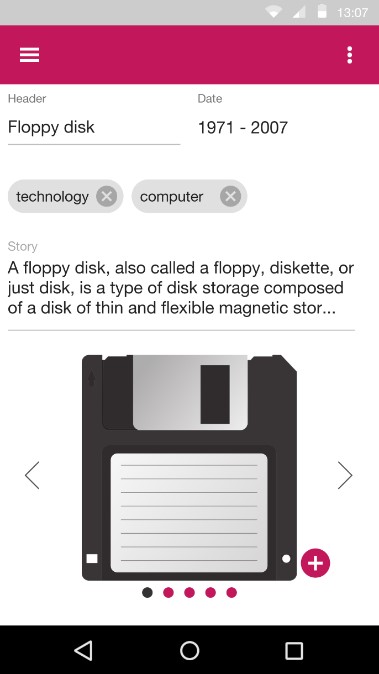 13:07
Header
Date
Floppy disk
1971 - 2007
technology
computer
Story
A floppy disk, also called a floppy, diskette, or
just disk, is a type of disk storage composed
of a disk of thin and flexible magnetic stor...